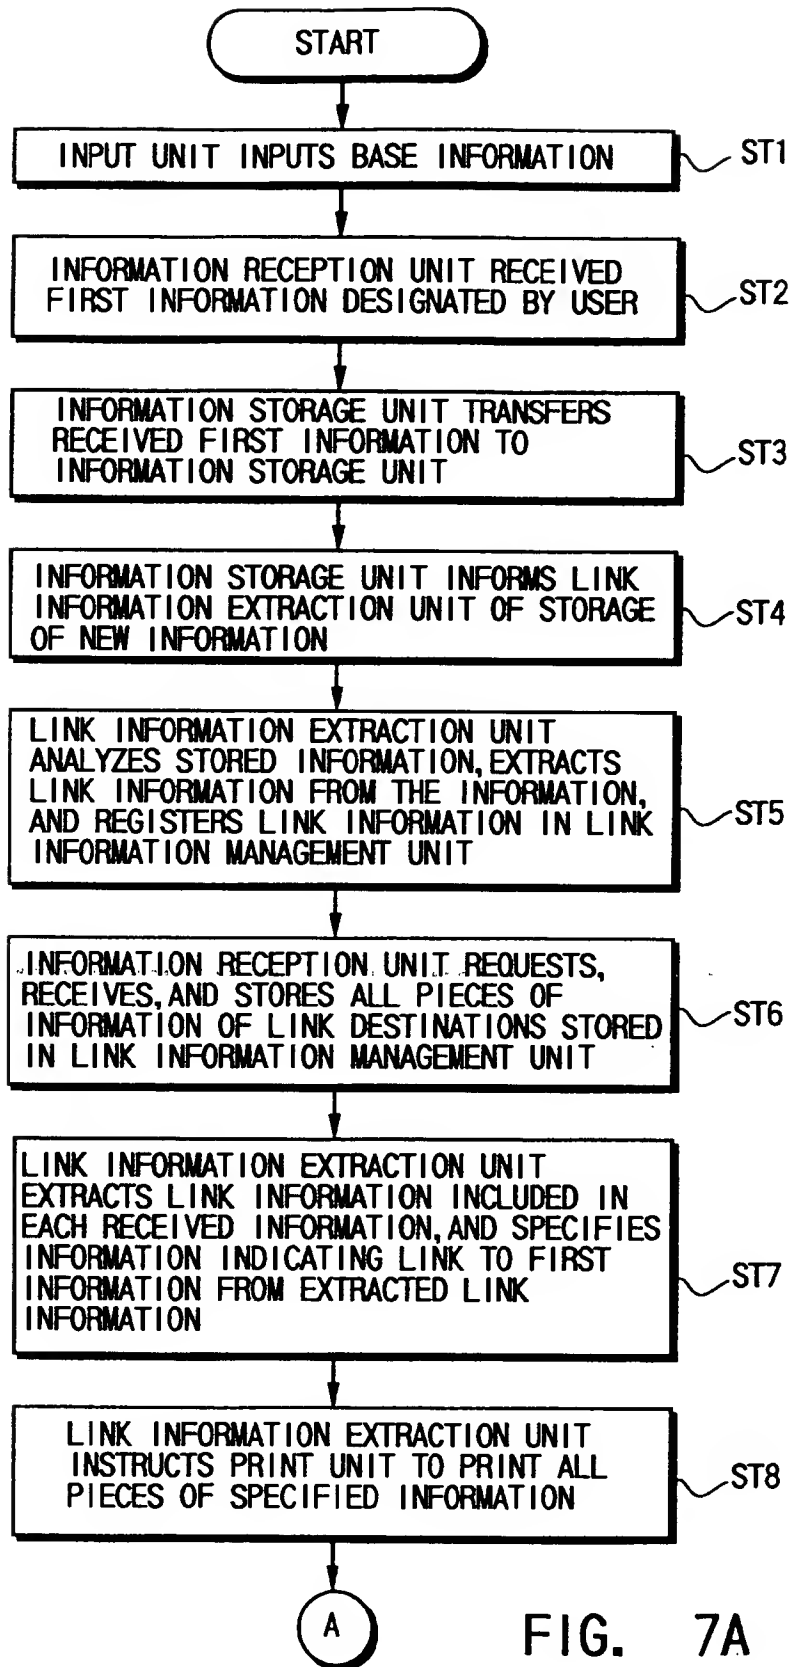 START
INPUT UNIT INPUTS BASE INFORMATION
ST1
INFORMATION RECEPTION UNIT RECEIVED
FIRST INFORMATION DESIGNATED BY USER
ST2
INFORMATION STORAGE UNIT TRANSFERS
RECEIVED FIRST INFORMATION TO
INFORMATION STORAGE UNIT
ST3
INFORMATION STORAGE UNIT INFORMS LINK
INFORMATION EXTRACTION UNIT OF STORAGE
OF NEW INFORMATION
ST4
LINK INFORMATION EXTRACTION UNIT
ANALYZES STORED INFORMATION, EXTRACTS
LINK INFORMATION FROM THE INFORMATION,
AND REGISTERS LINK INFORMATION IN LINK
INFORMATION MANAGEMENT UNIT
ST5
INFORMATION RECEPTION UNIT REQUESTS,
RECEIVES, AND STORES ALL PIECES OF
INFORMATION OF LINK DESTINATIONS STORED
IN LINK INFORMATION MANAGEMENT UNIT
ST6
LINK INFORMATION EXTRACTION UNIT
EXTRACTS LINK INFORMATION INCLUDED IN
EACH RECEIVED INFORMATION, AND SPECIFIES
INFORMATION INDICATING LINK TO FIRST
INFORMATION FROM EXTRACTED LINK
INFORMATION
ST7
LINK INFORMATION EXTRACTION UNIT
INSTRUCTS PRINT UNIT TO PRINT ALL
PIECES OF SPECIFIED INFORMATION
ST8
A
FIG. 7A